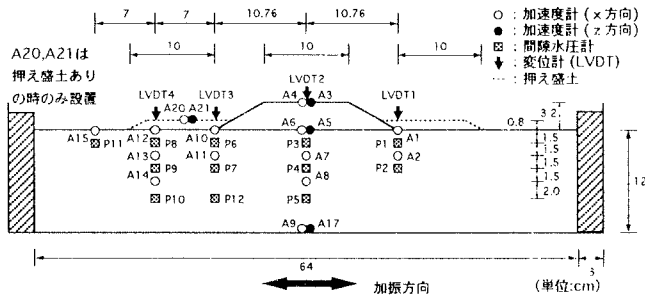 7 7 10.76 10.76
○ : 加速度計 (x方向)
● : 加速度計 (z方向)
: 間隙水圧計
: 変位計 (LVDT)
: 押え盛土
10 10 10
A20,A21は
押え盛土あり
の時のみ設置
LVDT4 LVDT3 LVDT2 LVDT1
A20 A21 A4 A3
0.8 3.2
A15 A12 A10 A6 A5 A1
P11 P8 P6 P3 P1 1.5
A13 A11 A7 A2 1.5
P9 P7 P4 P2 1.5
A14 A8 1.5
P10 P12 P5 2.0
12
A9 A17
64 3
加振方向 (単位:cm)